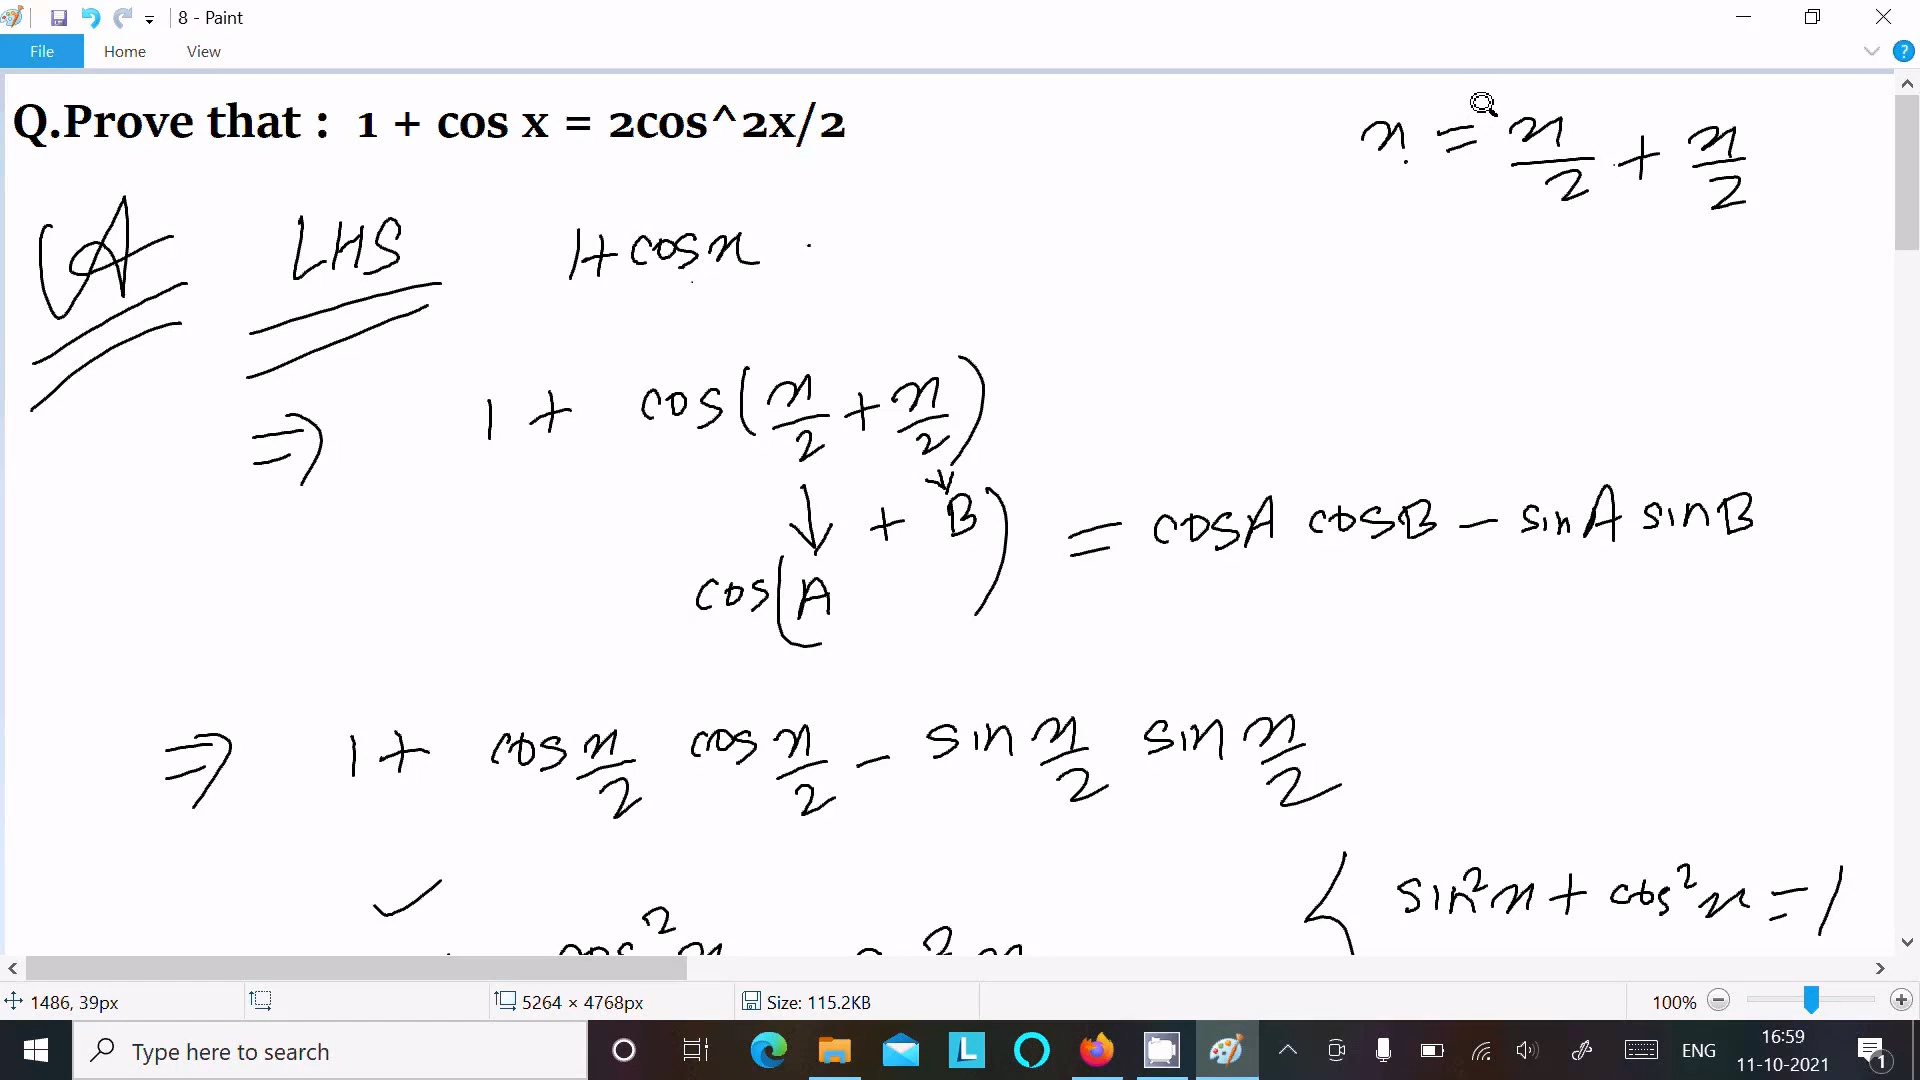 8 - Paint
File Home View
Q.Prove that : 1 + cos x = 2cos^2x/2
x = x/2 + x/2
(A) LHS 1+cosx
⇒ 1 + cos(x/2 + x/2)
cos(A + B) = cosA cosB - sinA sinB
⇒ 1 + cos x/2 cos x/2 - sin x/2 sin x/2
sin²x + cos²x = 1
1486, 39px 5264 × 4768px Size: 115.2KB 100%
Type here to search
L
ENG
16:59
11-10-2021
1